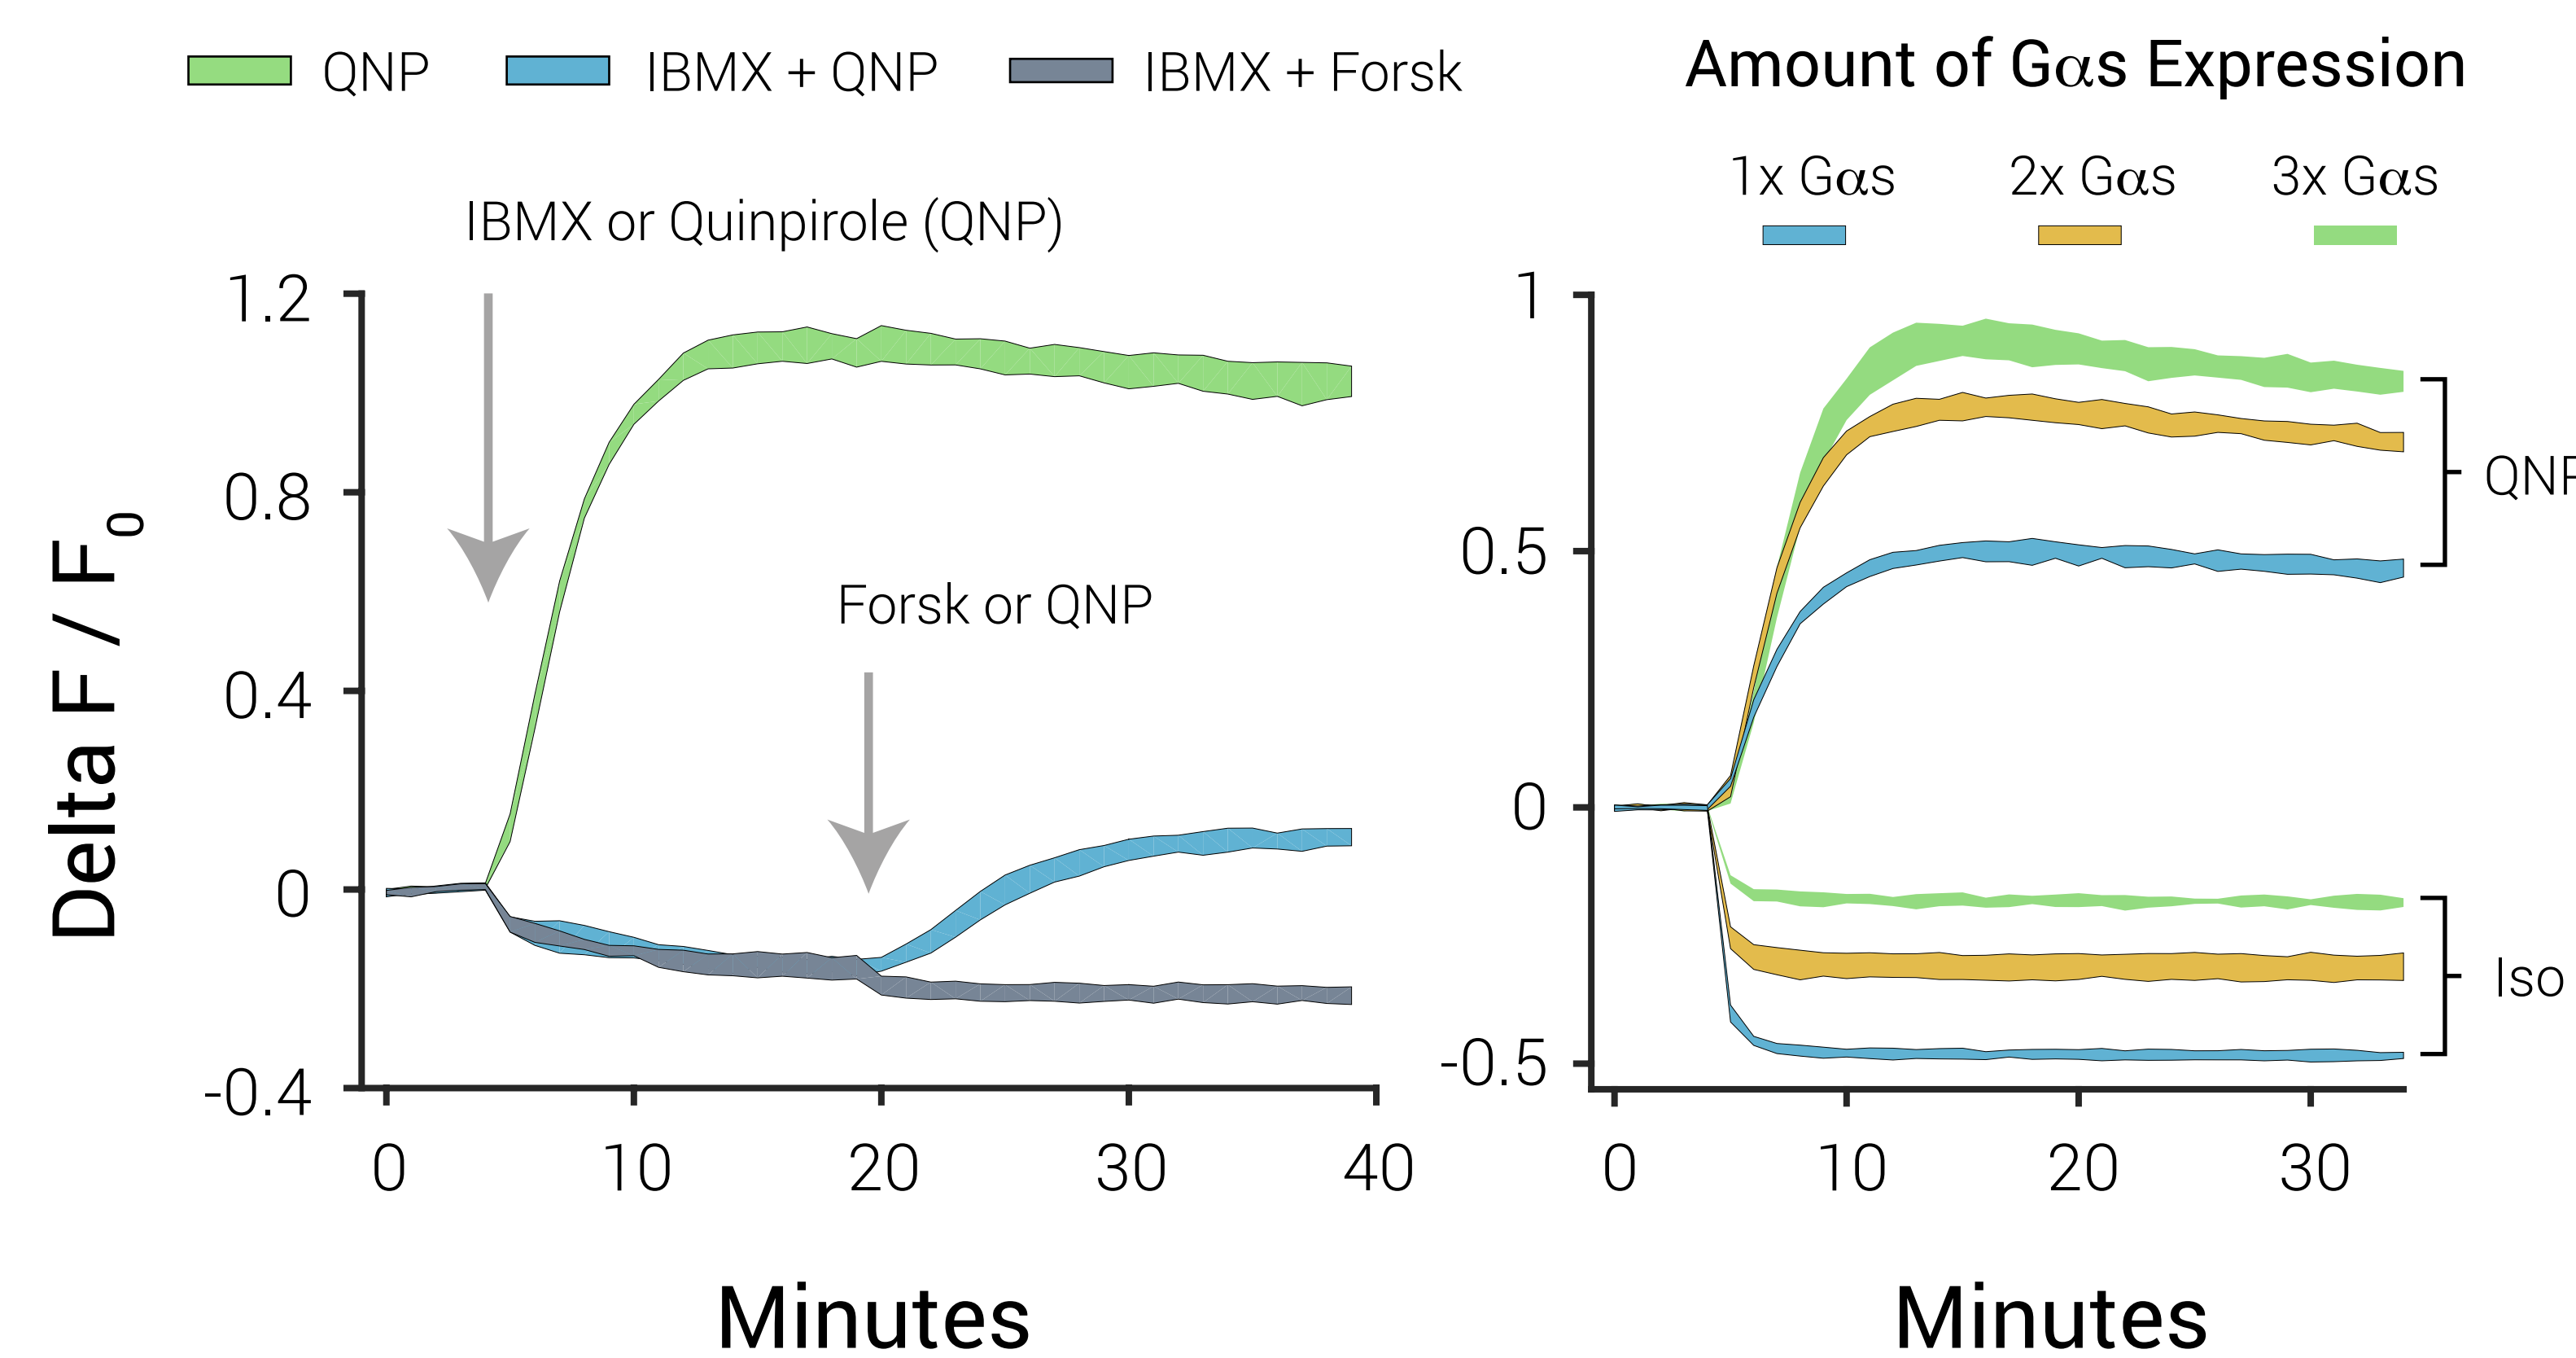 QNP
IBMX + QNP
IBMX + Forsk
IBMX or Quinpirole (QNP)
Forsk or QNP
Delta F / F0
1.2
0.8
0.4
0
-0.4
0
10
20
30
40
Minutes
Amount of Gαs Expression
1x Gαs
2x Gαs
3x Gαs
1
0.5
0
-0.5
QNP
Iso
0
10
20
30
Minutes